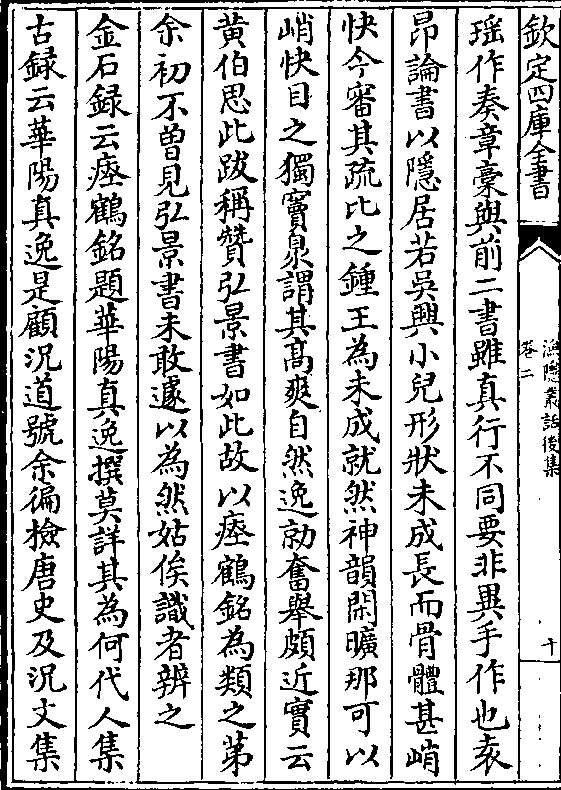 欽定四庫全書
漁隱叢話後集
卷二
十
瑶作奏章稾與前二書雖真行不同要非異手作也袁
昂論書以隱居若吳興小兒形狀未成長而骨體甚峭
快今審其疏比之鍾王為未成就然神韻閑曠那可以
峭快目之獨竇泉謂其髙爽自然逸勍奮舉頗近實云
黄伯思此跋稱贊弘景書如此故以瘞鶴銘為類之苐
余初不曽見弘景書未敢遽以為然姑俟識者辨之
金石録云瘞鶴銘題華陽真逸撰莫詳其為何代人集
古録云華陽真逸是顧況道號余徧檢唐史及況文集